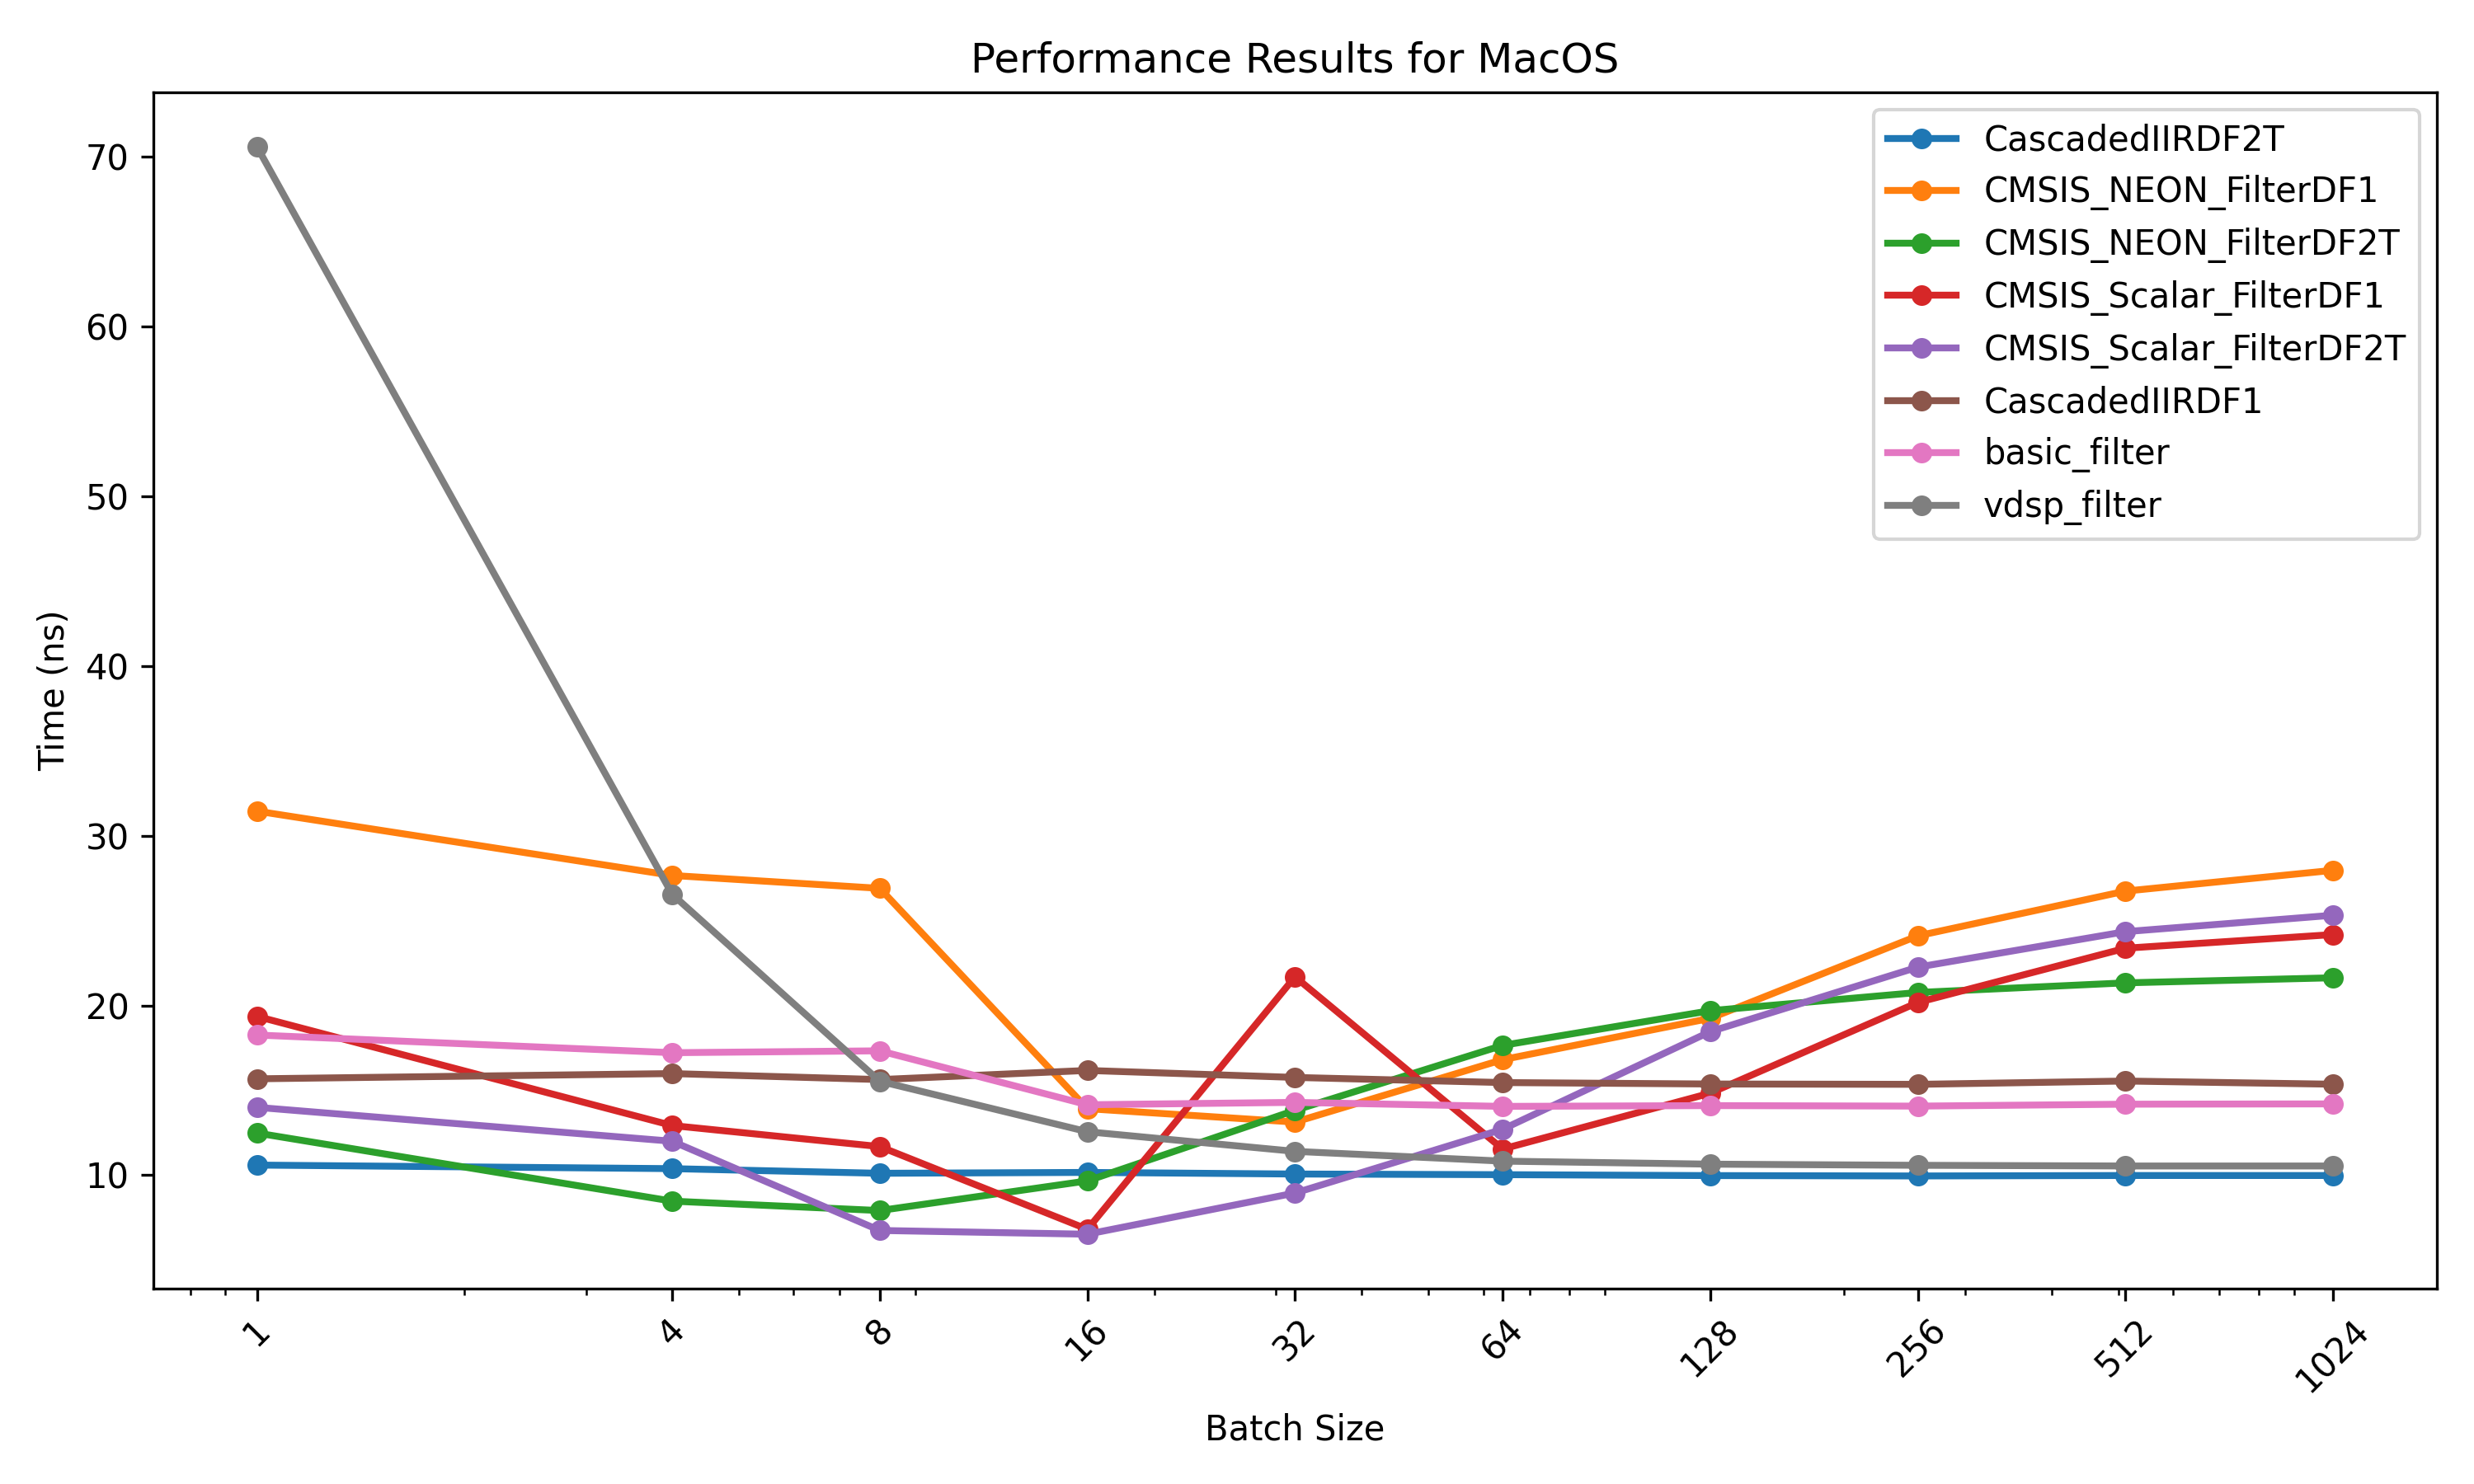 Performance Results for MacOS
CascadedIIRDF2T
CMSIS_NEON_FilterDF1
CMSIS_NEON_FilterDF2T
CMSIS_Scalar_FilterDF1
CMSIS_Scalar_FilterDF2T
CascadedIIRDF1
basic_filter
vdsp_filter
Time (ns)
70
60
50
40
30
20
10
1
4
8
16
32
64
128
256
512
1024
Batch Size